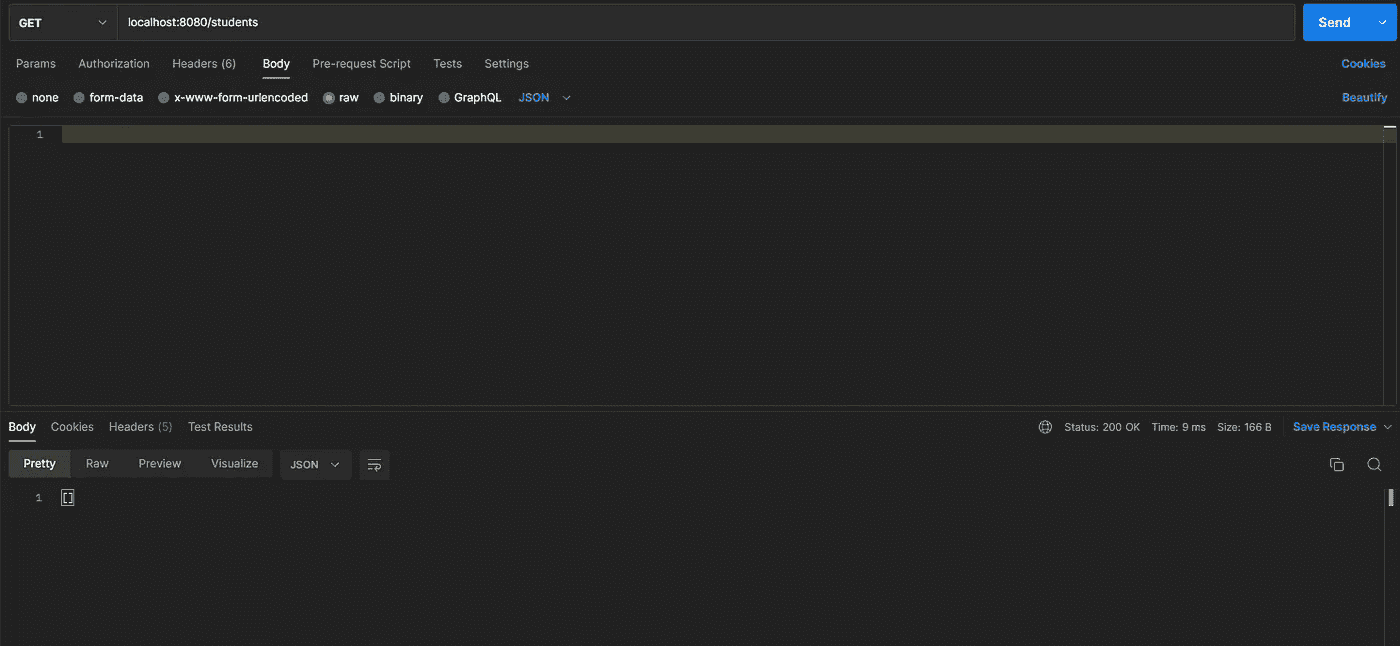 GET localhost:8080/students Send
Params Authorization Headers (6) Body Pre-request Script Tests Settings Cookies
none form-data x-www-form-urlencoded raw binary GraphQL JSON Beautify
1
Body Cookies Headers (5) Test Results Status: 200 OK Time: 9 ms Size: 166 B Save Response
Pretty Raw Preview Visualize JSON
1 []